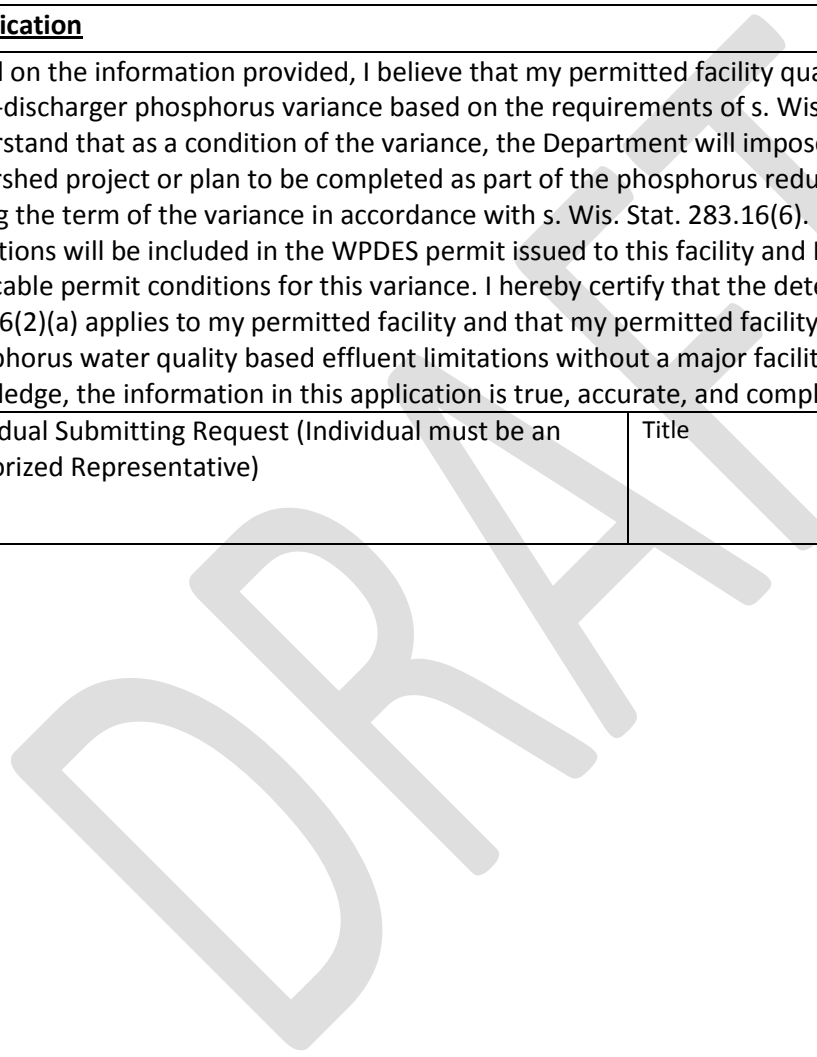 ication
d on the information provided, I believe that my permitted facility qua
-discharger phosphorus variance based on the requirements of s. Wis
rstand that as a condition of the variance, the Department will impose
rshed project or plan to be completed as part of the phosphorus redu
g the term of the variance in accordance with s. Wis. Stat. 283.16(6).
tions will be included in the WPDES permit issued to this facility and
cable permit conditions for this variance. I hereby certify that the dete
6(2)(a) applies to my permitted facility and that my permitted facility
phorus water quality based effluent limitations without a major facilit
ledge, the information in this application is true, accurate, and compl
dual Submitting Request (Individual must be an
orized Representative)
Title
DRAFT